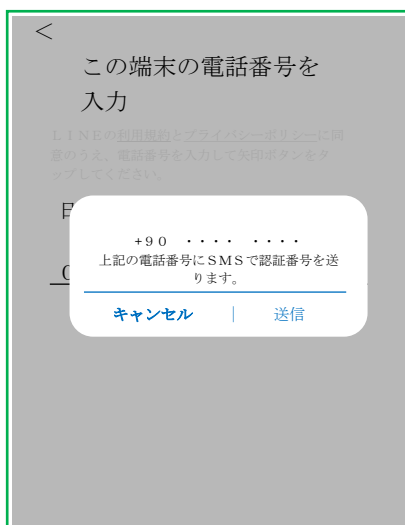 ＜
この端末の電話番号を
入力
ＬＩＮＥの利用規約とプライバシーポリシーに同
意のうえ、電話番号を入力して矢印ボタンをタ
ップしてください。
+９０　・・・・　・・・・
上記の電話番号にＳＭＳで認証番号を送
ります。
キャンセル　｜　送信